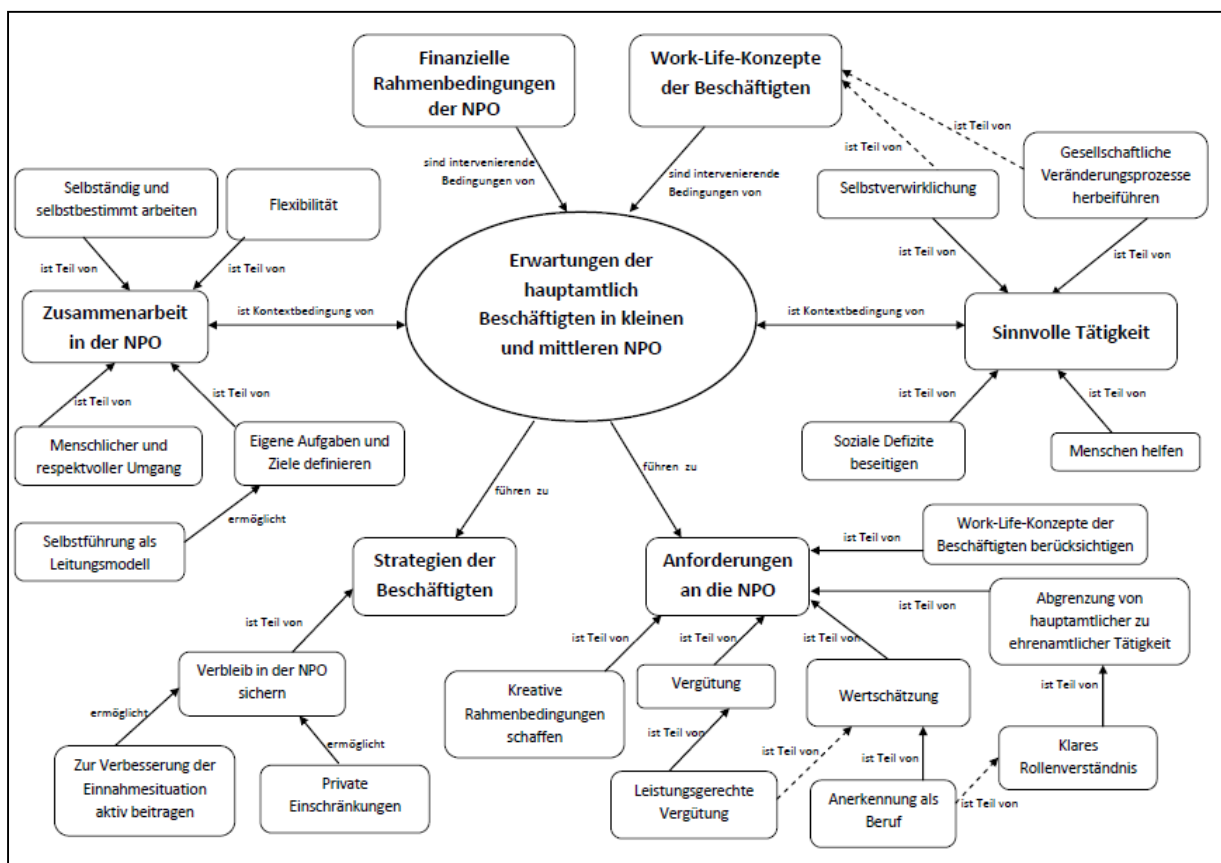 Finanzielle
Rahmenbedingungen
der NPO
Work-Life-Konzepte
der Beschäftigten
ist Teil von
ist Teil von
sind intervenierende
Bedingungen von
sind intervenierende
Bedingungen von
Selbständig und
selbstbestimmt arbeiten
Flexibilität
Selbstverwirklichung
Gesellschaftliche
Veränderungsprozesse
herbeiführen
ist Teil von
ist Teil von
ist Teil von
ist Teil von
Zusammenarbeit
in der NPO
ist Kontextbedingung von
Erwartungen der
hauptamtlich
Beschäftigten in kleinen
und mittleren NPO
ist Kontextbedingung von
Sinnvolle Tätigkeit
ist Teil von
ist Teil von
ist Teil von
ist Teil von
Menschlicher und
respektvoller Umgang
Eigene Aufgaben und
Ziele definieren
Soziale Defizite
beseitigen
Menschen helfen
führen zu
führen zu
ermöglicht
Selbstführung als
Leitungsmodell
Strategien der
Beschäftigten
Anforderungen
an die NPO
ist Teil von
Work-Life-Konzepte der
Beschäftigten berücksichtigen
ist Teil von
Abgrenzung von
hauptamtlicher zu
ehrenamtlicher Tätigkeit
ist Teil von
ist Teil von
ist Teil von
ist Teil von
Verbleib in der NPO
sichern
Kreative
Rahmenbedingungen
schaffen
Vergütung
Wertschätzung
ist Teil von
ermöglicht
ermöglicht
ist Teil von
ist Teil von
ist Teil von
ist Teil von
Zur Verbesserung der
Einnahmesituation
aktiv beitragen
Private
Einschränkungen
Leistungsgerechte
Vergütung
Anerkennung als
Beruf
Klares
Rollenverständnis